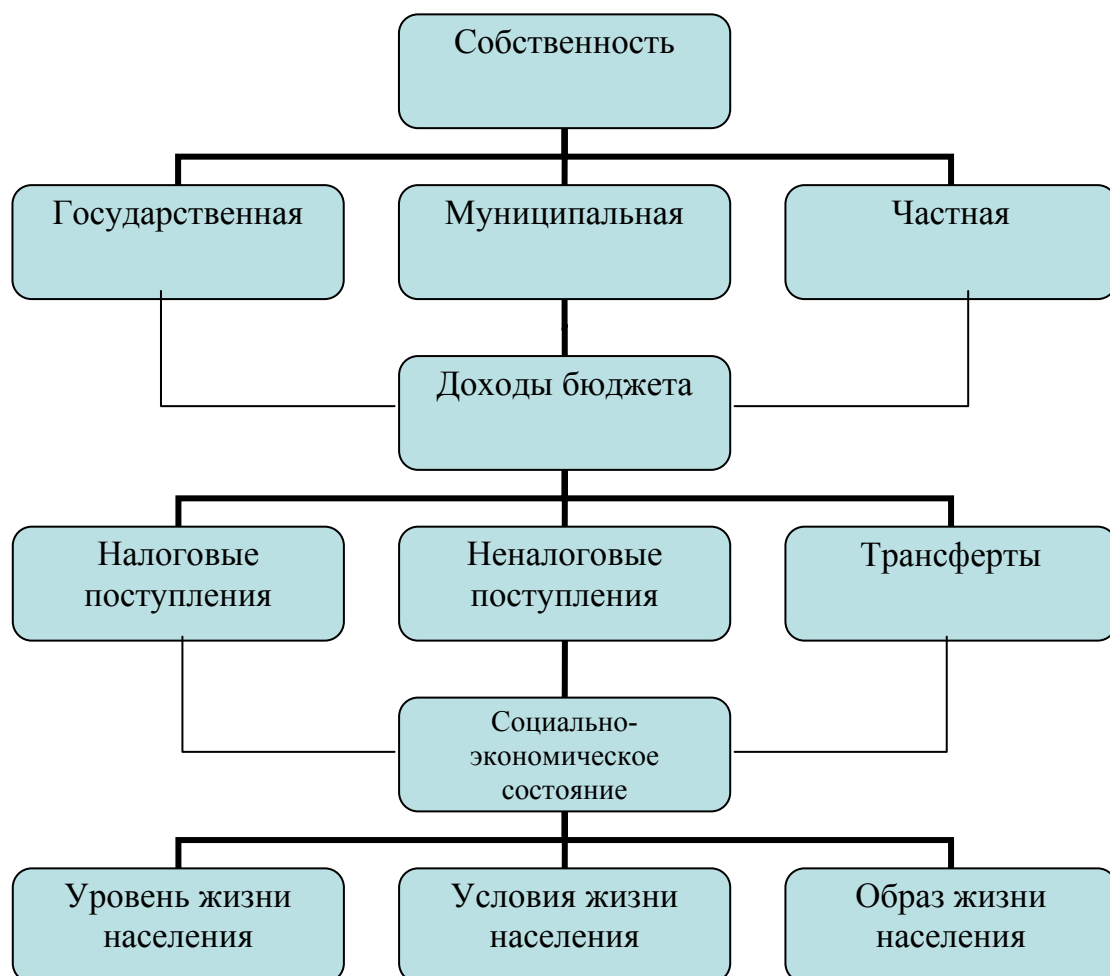 Собственность
Государственная
Муниципальная
Частная
Доходы бюджета
Налоговые
поступления
Неналоговые
поступления
Трансферты
Социально-
экономическое
состояние
Уровень жизни
населения
Условия жизни
населения
Образ жизни
населения